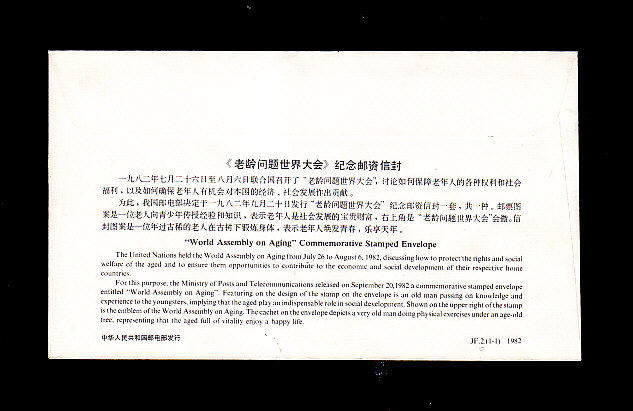 《老龄问题世界大会》纪念邮资信封
一九八二年七月二十六日至八月六日联合国召开了“老龄问题世界大会”，讨论如何保障老年人的各种权利和社会
福利，以及如何确保老年人有机会对本国的经济、社会发展作出贡献。
为此，我国邮电部决定于一九八二年九月二十日发行“老龄问题世界大会”纪念邮资信封一套，共一种。邮票图
案是一位老人向青少年传授经验和知识，表示老年人是社会发展的宝贵财富，右上角是“老龄问题世界大会”会徽。信
封图案是一位年过古稀的老人在古树下锻炼身体，表示老年人焕发青春，乐享天年。
“World Assembly on Aging” Commemorative Stamped Envelope
The United Nations held the World Assembly on Aging from July 26 to August 6, 1982, discussing how to protect the rights and social
welfare of the aged and to ensure them opportunities to contribute to the economic and social development of their respective home
countries.
For this purpose, the Ministry of Posts and Telecommunications released on September 20, 1982 a commemorative stamped envelope
entitled “World Assembly on Aging”. Featuring on the design of the stamp on the envelope is an old man passing on knowledge and
experience to the youngsters, implying that the aged play an indispensable role in social development. Shown on the upper right of the stamp
is the emblem of the World Assembly on Aging. The cachet on the envelope depicts a very old man doing physical exercises under an age-old
tree, representing that the aged full of vitality enjoy a happy life.
中华人民共和国邮电部发行
JF.2.(1-1) 1982